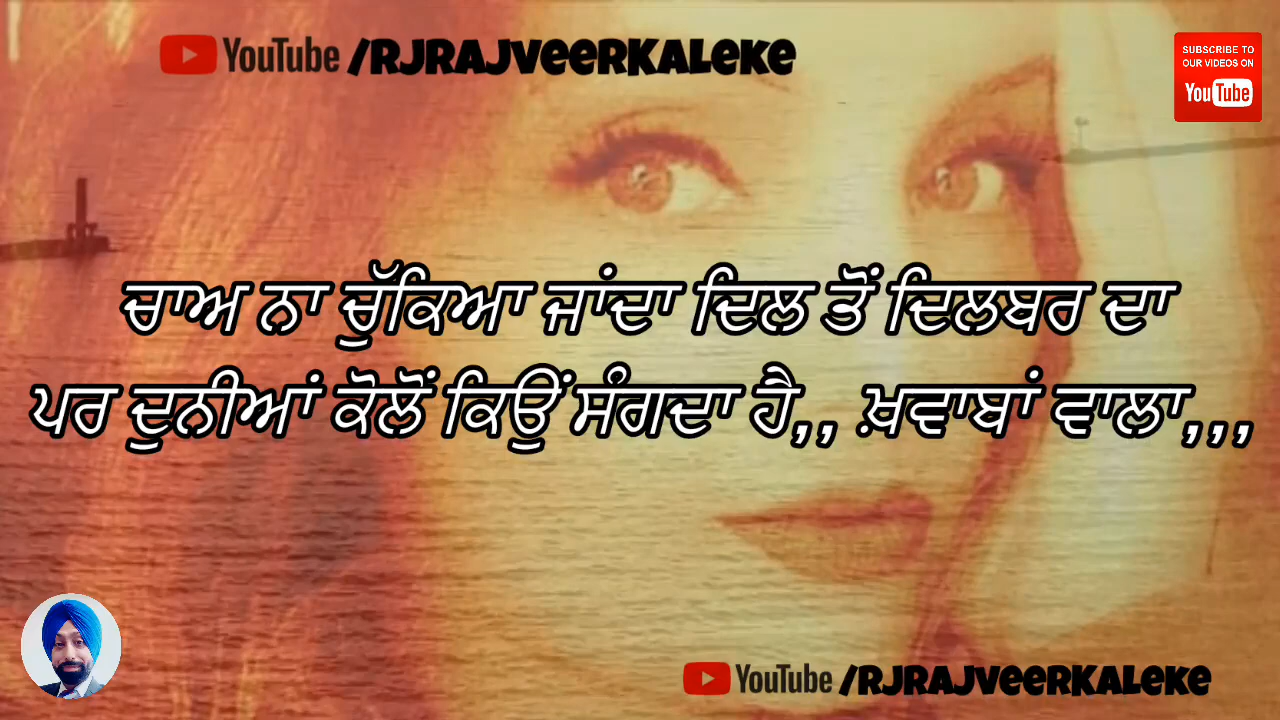 YouTube /RJRAJVEERKALEKE
SUBSCRIBE TO
OUR VIDEOS ON
YouTube
ਚਾਅ ਨਾ ਚੁੱਕਿਆ ਜਾਂਦਾ ਦਿਲ ਤੋਂ ਦਿਲਬਰ ਦਾ
ਪਰ ਦੁਨੀਆਂ ਕੋਲੋਂ ਕਿਉਂ ਸੰਗਦਾ ਹੈ,, ਖ਼ਵਾਬਾਂ ਵਾਲਾ,,,
YouTube /RJRAJVEERKALEKE